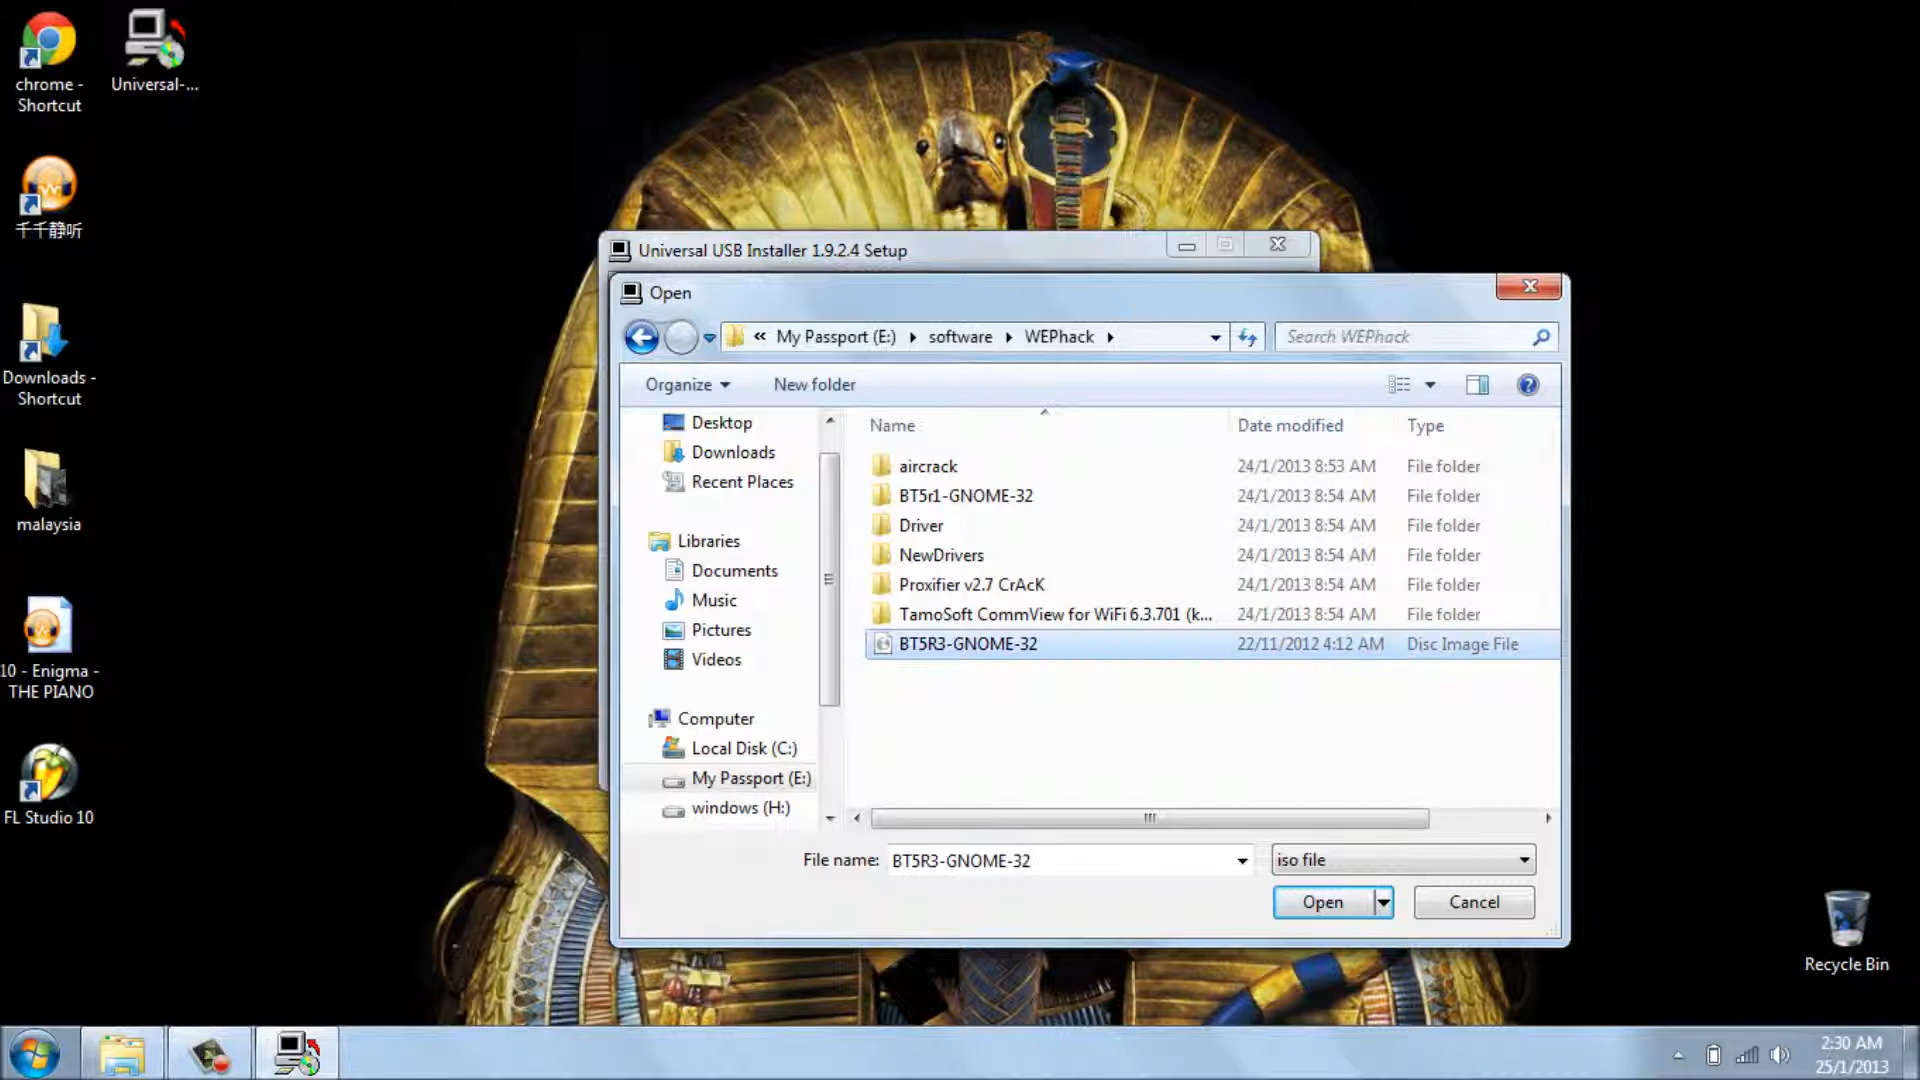 chrome -
Shortcut
Universal-...
千千静听
Downloads -
Shortcut
malaysia
10 - Enigma -
THE PIANO
FL Studio 10
Universal USB Installer 1.9.2.4 Setup
Open
« My Passport (E:) software WEPhack
Search WEPhack
Organize New folder
Desktop
Downloads
Recent Places
Libraries
Documents
Music
Pictures
Videos
Computer
Local Disk (C:)
My Passport (E:)
windows (H:)
Name Date modified Type
aircrack 24/1/2013 8:53 AM File folder
BT5r1-GNOME-32 24/1/2013 8:54 AM File folder
Driver 24/1/2013 8:54 AM File folder
NewDrivers 24/1/2013 8:54 AM File folder
Proxifier v2.7 CrAcK 24/1/2013 8:54 AM File folder
TamoSoft CommView for WiFi 6.3.701 (k... 24/1/2013 8:54 AM File folder
BT5R3-GNOME-32 22/11/2012 4:12 AM Disc Image File
File name: BT5R3-GNOME-32 iso file
Open Cancel
Recycle Bin
2:30 AM
25/1/2013